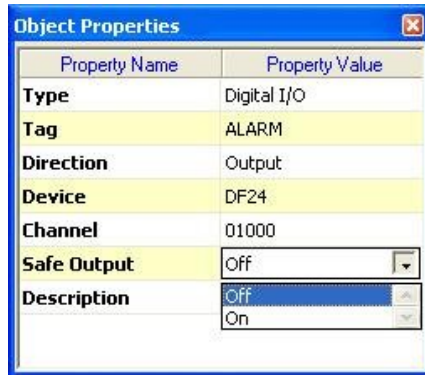 Object Properties
Property Name Property Value
Type Digital I/O
Tag ALARM
Direction Output
Device DF24
Channel 01000
Safe Output Off
Description Off
On